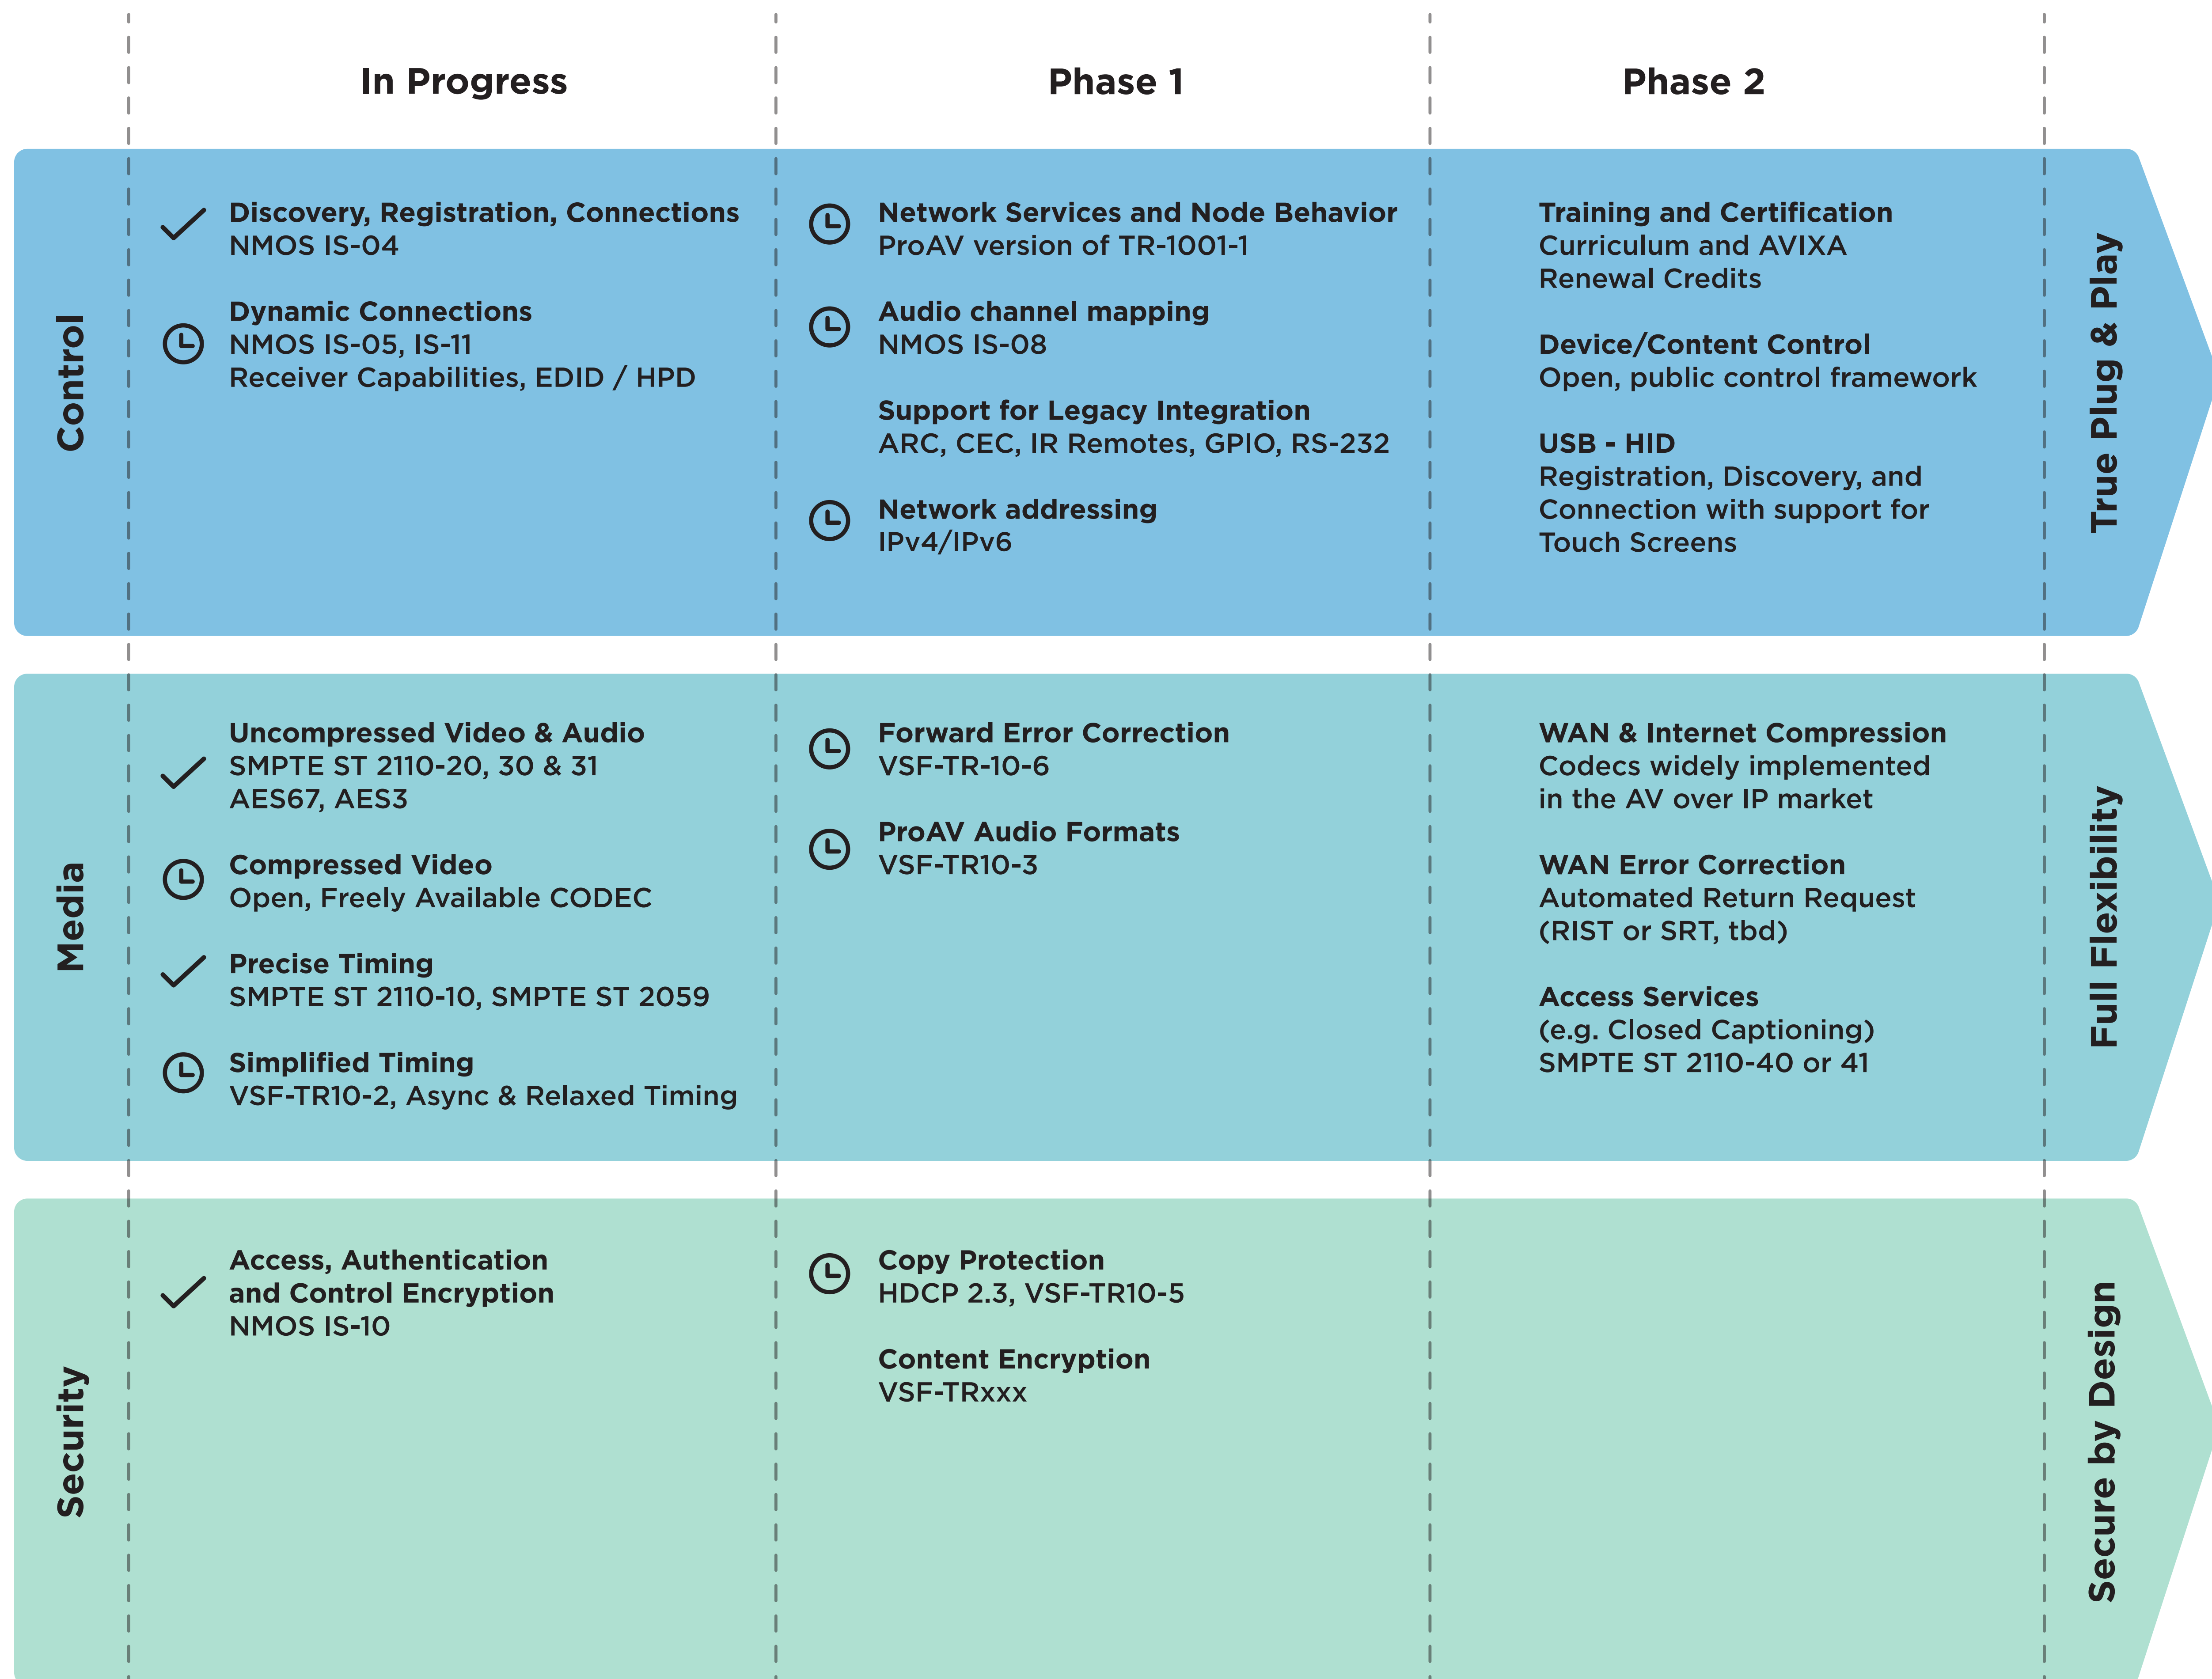 In Progress
Phase 1
Phase 2
Control
Discovery, Registration, Connections
NMOS IS-04
Dynamic Connections
NMOS IS-05, IS-11
Receiver Capabilities, EDID / HPD
Network Services and Node Behavior
ProAV version of TR-1001-1
Audio channel mapping
NMOS IS-08
Support for Legacy Integration
ARC, CEC, IR Remotes, GPIO, RS-232
Network addressing
IPv4/IPv6
Training and Certification
Curriculum and AVIXA
Renewal Credits
Device/Content Control
Open, public control framework
USB - HID
Registration, Discovery, and
Connection with support for
Touch Screens
True Plug & Play
Media
Uncompressed Video & Audio
SMPTE ST 2110-20, 30 & 31
AES67, AES3
Compressed Video
Open, Freely Available CODEC
Precise Timing
SMPTE ST 2110-10, SMPTE ST 2059
Simplified Timing
VSF-TR10-2, Async & Relaxed Timing
Forward Error Correction
VSF-TR-10-6
ProAV Audio Formats
VSF-TR10-3
WAN & Internet Compression
Codecs widely implemented
in the AV over IP market
WAN Error Correction
Automated Return Request
(RIST or SRT, tbd)
Access Services
(e.g. Closed Captioning)
SMPTE ST 2110-40 or 41
Full Flexibility
Security
Access, Authentication
and Control Encryption
NMOS IS-10
Copy Protection
HDCP 2.3, VSF-TR10-5
Content Encryption
VSF-TRxxx
Secure by Design